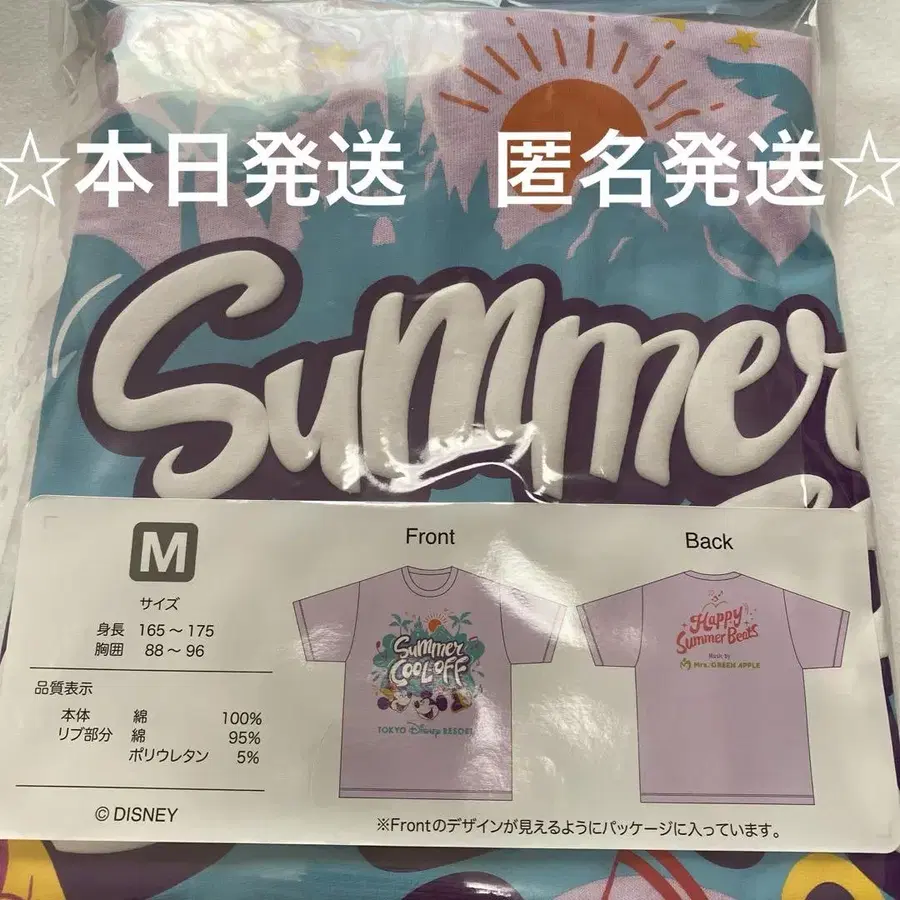 ☆本日発送　匿名発送☆
Summer
M
サイズ
身長 165～175
胸囲 88～96
品質表示
本体 綿 100%
リブ部分 綿 95%
ポリウレタン 5%
© DISNEY
Front
Summer
COOL-OFF
TOKYO Disney RESORT
Back
Happy
Summer Beats
Music by
Mrs. GREEN APPLE
※Frontのデザインが見えるようにパッケージに入っています。